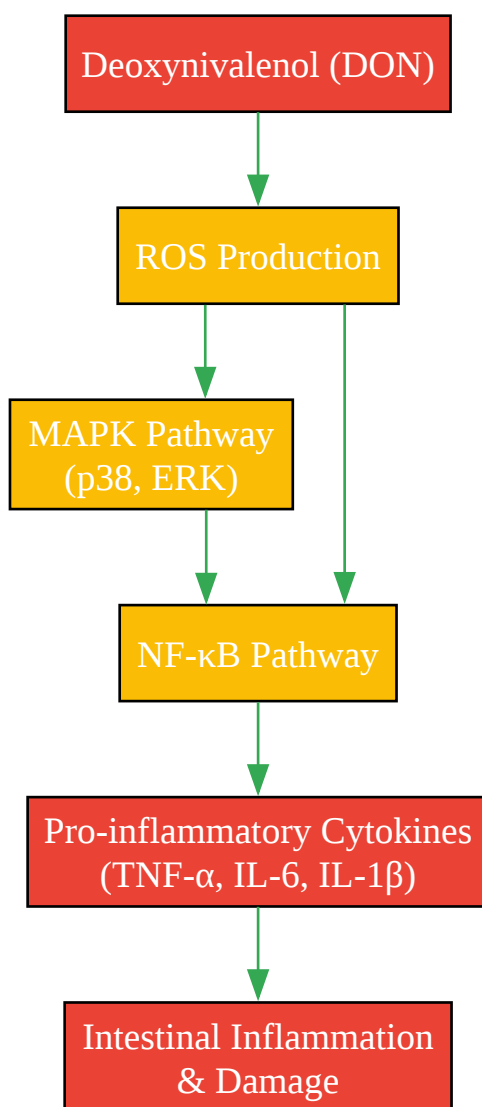 Deoxynivalenol (DON)
ROS Production
MAPK Pathway
(p38, ERK)
NF-κB Pathway
Pro-inflammatory Cytokines
(TNF-α, IL-6, IL-1β)
Intestinal Inflammation
& Damage